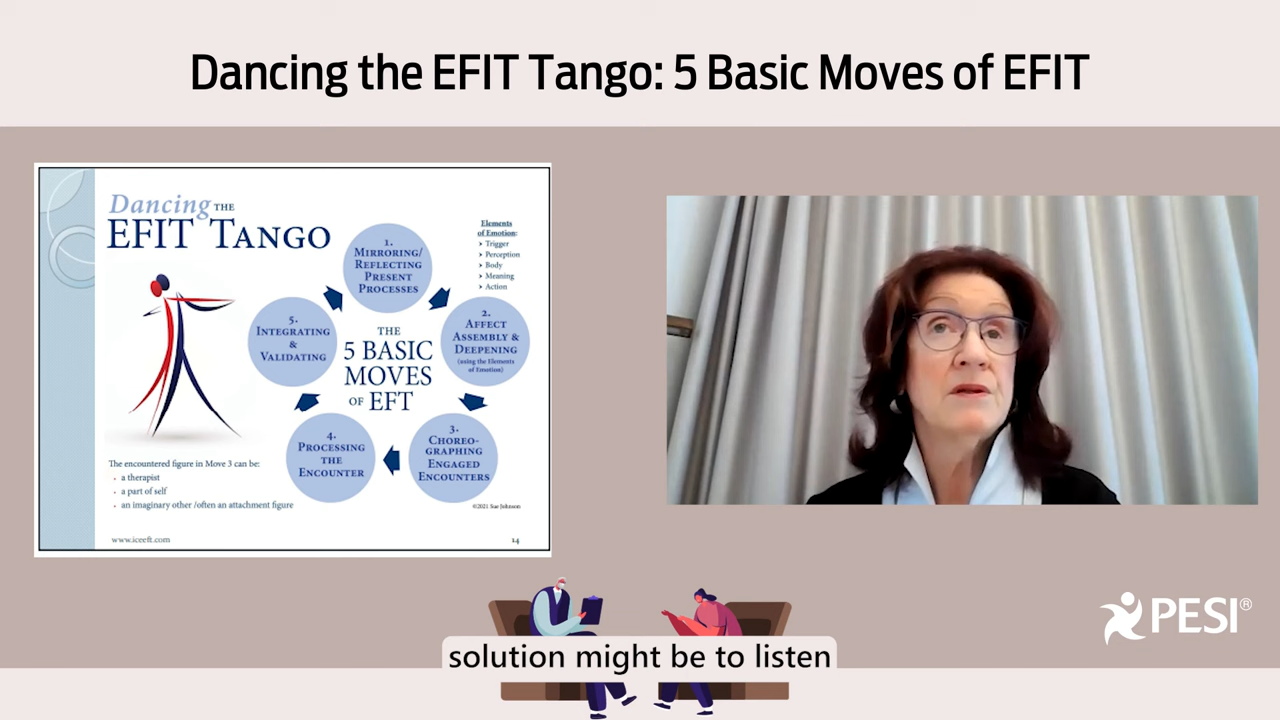 Dancing the EFIT Tango: 5 Basic Moves of EFIT
Dancing THE
EFIT TANGO
Elements
of Emotion:
Trigger
Perception
Body
Meaning
Action
1.
MIRRORING/
REFLECTING
PRESENT
PROCESSES
2.
AFFECT
ASSEMBLY &
DEEPENING
(using the Elements
of Emotion)
3.
CHOREO-
GRAPHING
ENGAGED
ENCOUNTERS
4.
PROCESSING
THE
ENCOUNTER
5.
INTEGRATING
&
VALIDATING
THE
5 BASIC
MOVES
OF EFT
The encountered figure in Move 3 can be:
a therapist
a part of self
an imaginary other /often an attachment figure
©2021 Sue Johnson
www.iceeft.com
14
PESI®
solution might be to listen